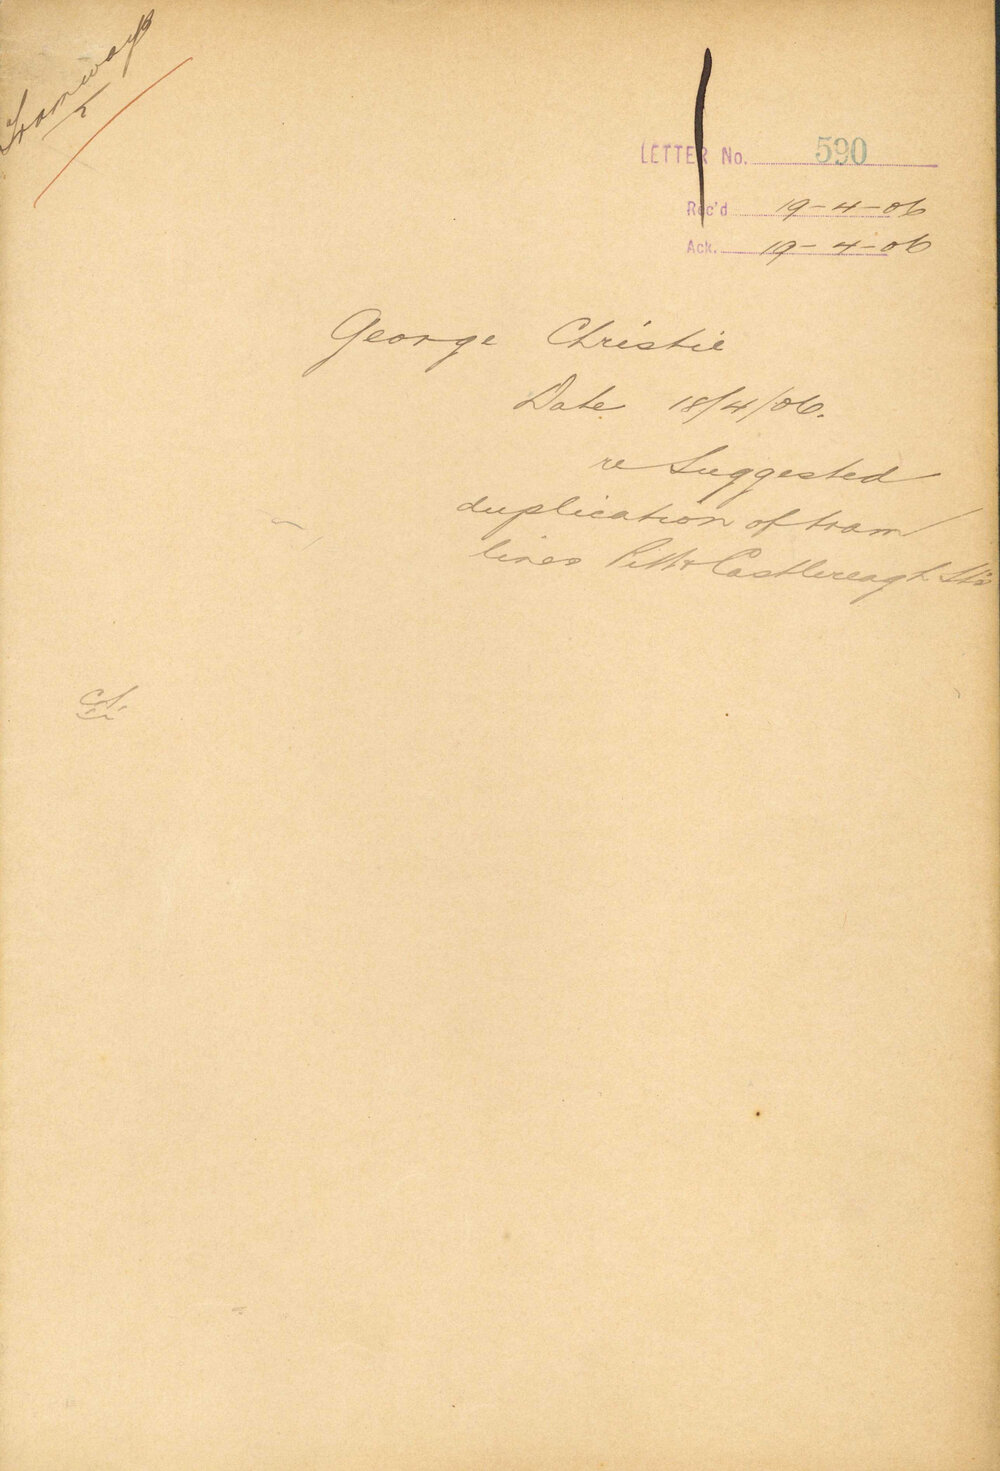 Tramways
5
LETTER No. 590
Rec'd 19-4-06
Ack. 19-4-06
George Christie
Date 18/4/06.
re Suggested
duplication of tram
lines Pitt & Castlereagh Sts